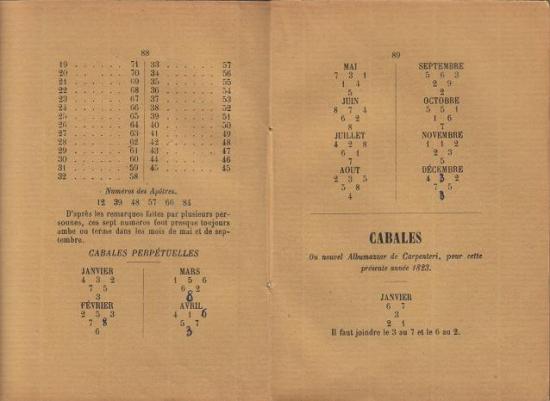 88
19 . . . . . . 71 33 . . . . . . 57
20 . . . . . . 70 34 . . . . . . 56
21 . . . . . . 69 35 . . . . . . 55
22 . . . . . . 68 36 . . . . . . 54
23 . . . . . . 67 37 . . . . . . 53
24 . . . . . . 66 38 . . . . . . 52
25 . . . . . . 65 39 . . . . . . 51
26 . . . . . . 64 40 . . . . . . 50
27 . . . . . . 63 41 . . . . . . 49
28 . . . . . . 62 42 . . . . . . 48
29 . . . . . . 61 43 . . . . . . 47
30 . . . . . . 60 44 . . . . . . 46
31 . . . . . . 59 45 . . . . . . 45
32 . . . . . . 58
Numéros des Apôtres.
12 39 48 57 66 84
D'après les remarques faites par plusieurs per-
sonnes, ces sept numéros font presque toujours
ambe ou terne dans les mois de mai et de sep-
tembre.
CABALES PERPÉTUELLES
JANVIER
4 3 2
7 5
3
FÉVRIER
2 5 3
7 8
6
MARS
1 5 6
6 2
8
AVRIL
4 1 6
5 7
3
89
MAI
7 3 1
1 4
5
JUIN
8 7 4
6 2
8
JUILLET
4 2 8
6 1
7
AOUT
2 3 5
5 8
4
SEPTEMBRE
5 6 3
2 9
2
OCTOBRE
5 5 1
1 6
7
NOVEMBRE
1 1 2
2 3
5
DÉCEMBRE
4 3 2
7 5
3
CABALES
Ou nouvel Albumazar de Carpenteri, pour cette
présente année 1823.
JANVIER
6 7
3
2 1
Il faut joindre le 3 au 7 et le 6 au 2.